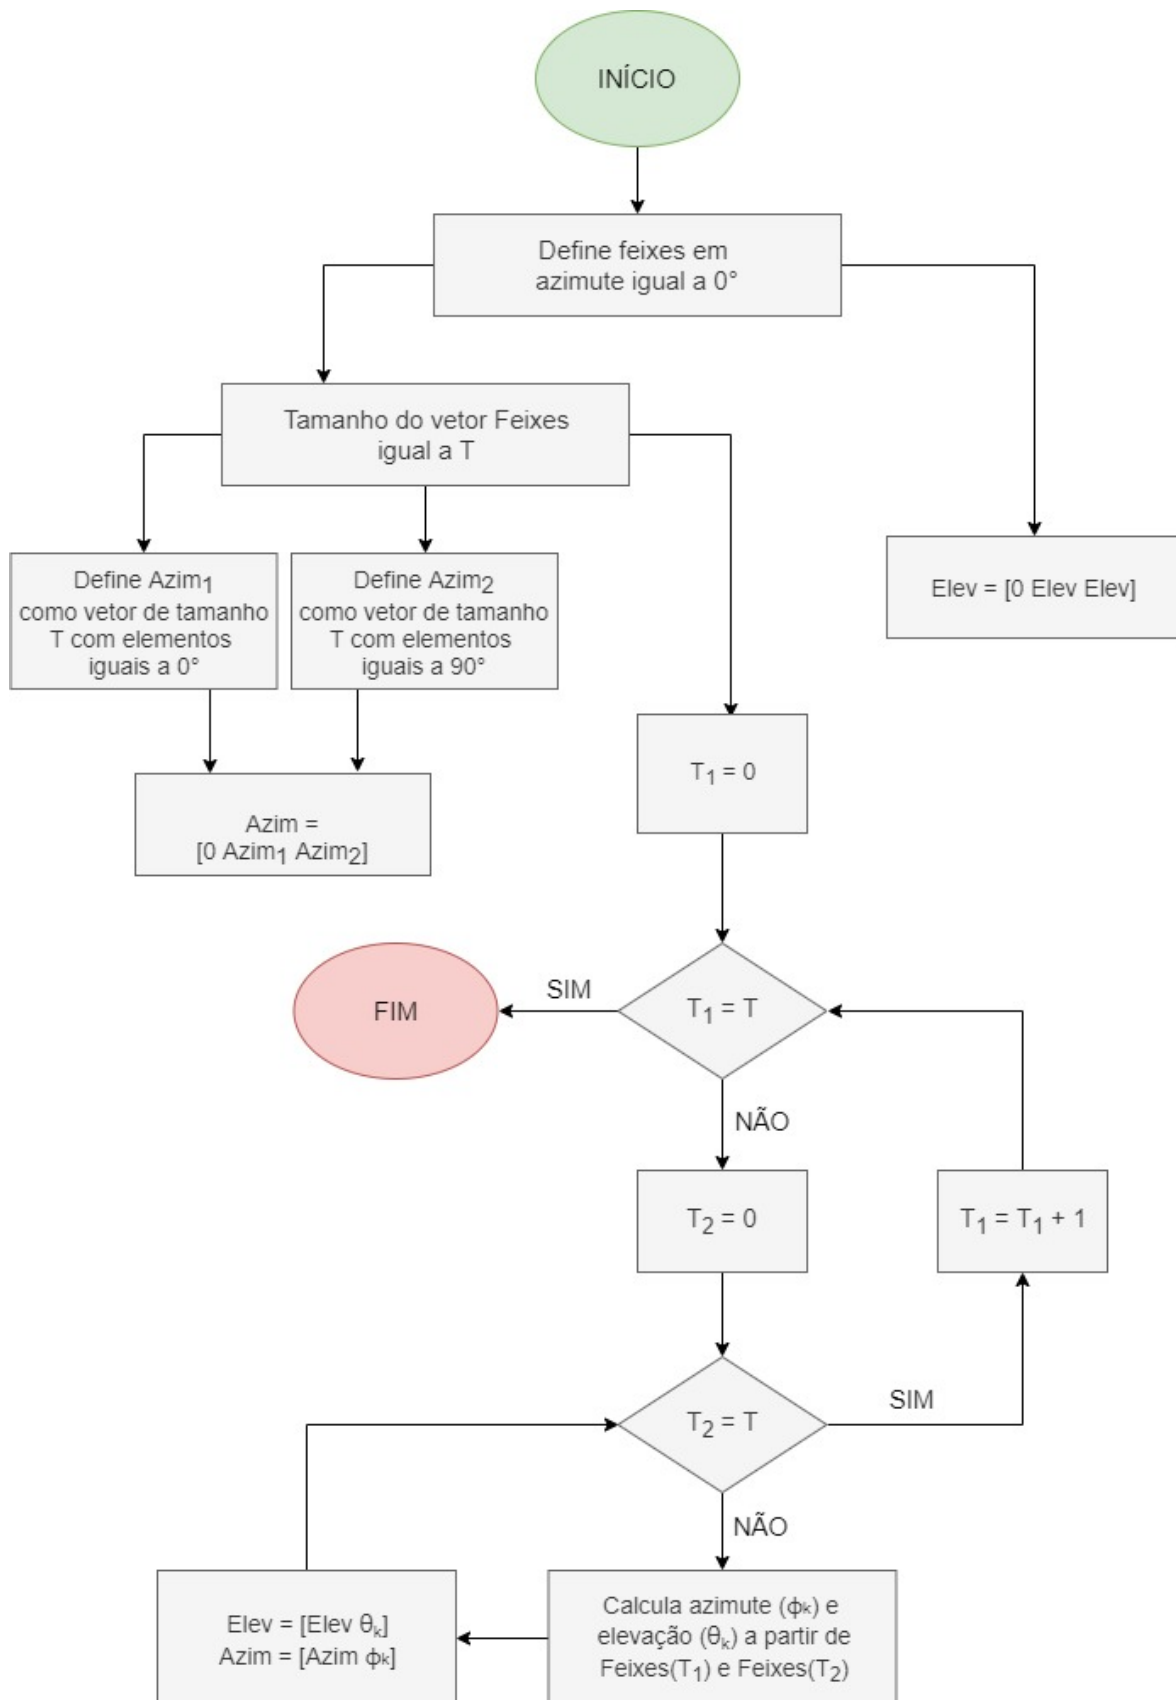 INÍCIO
Define feixes em
azimute igual a 0°
Tamanho do vetor Feixes
igual a T
Define Azim₁
como vetor de tamanho
T com elementos
iguais a 0°
Define Azim₂
como vetor de tamanho
T com elementos
iguais a 90°
Elev = [0 Elev Elev]
T₁ = 0
Azim =
[0 Azim₁ Azim₂]
FIM
SIM
T₁ = T
NÃO
T₂ = 0
T₁ = T₁ + 1
T₂ = T
SIM
NÃO
Elev = [Elev θₖ]
Azim = [Azim ϕₖ]
Calcula azimute (ϕₖ) e
elevação (θₖ) a partir de
Feixes(T₁) e Feixes(T₂)